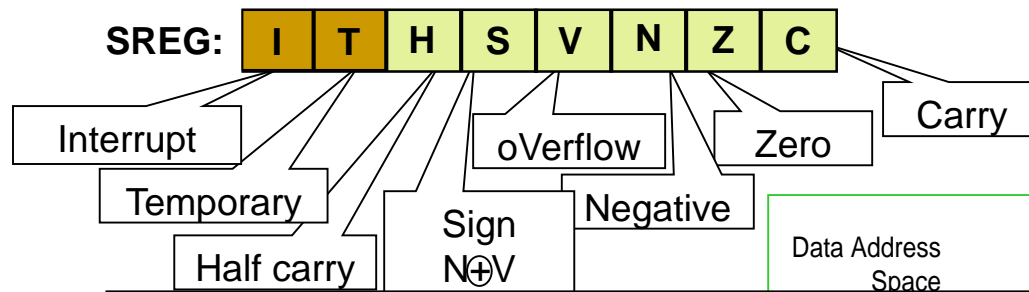 SREG: I T H S V N Z C
Carry
Interrupt
oVerflow
Zero
Temporary
Negative
Sign
N⊕V
Half carry
Data Address
Space